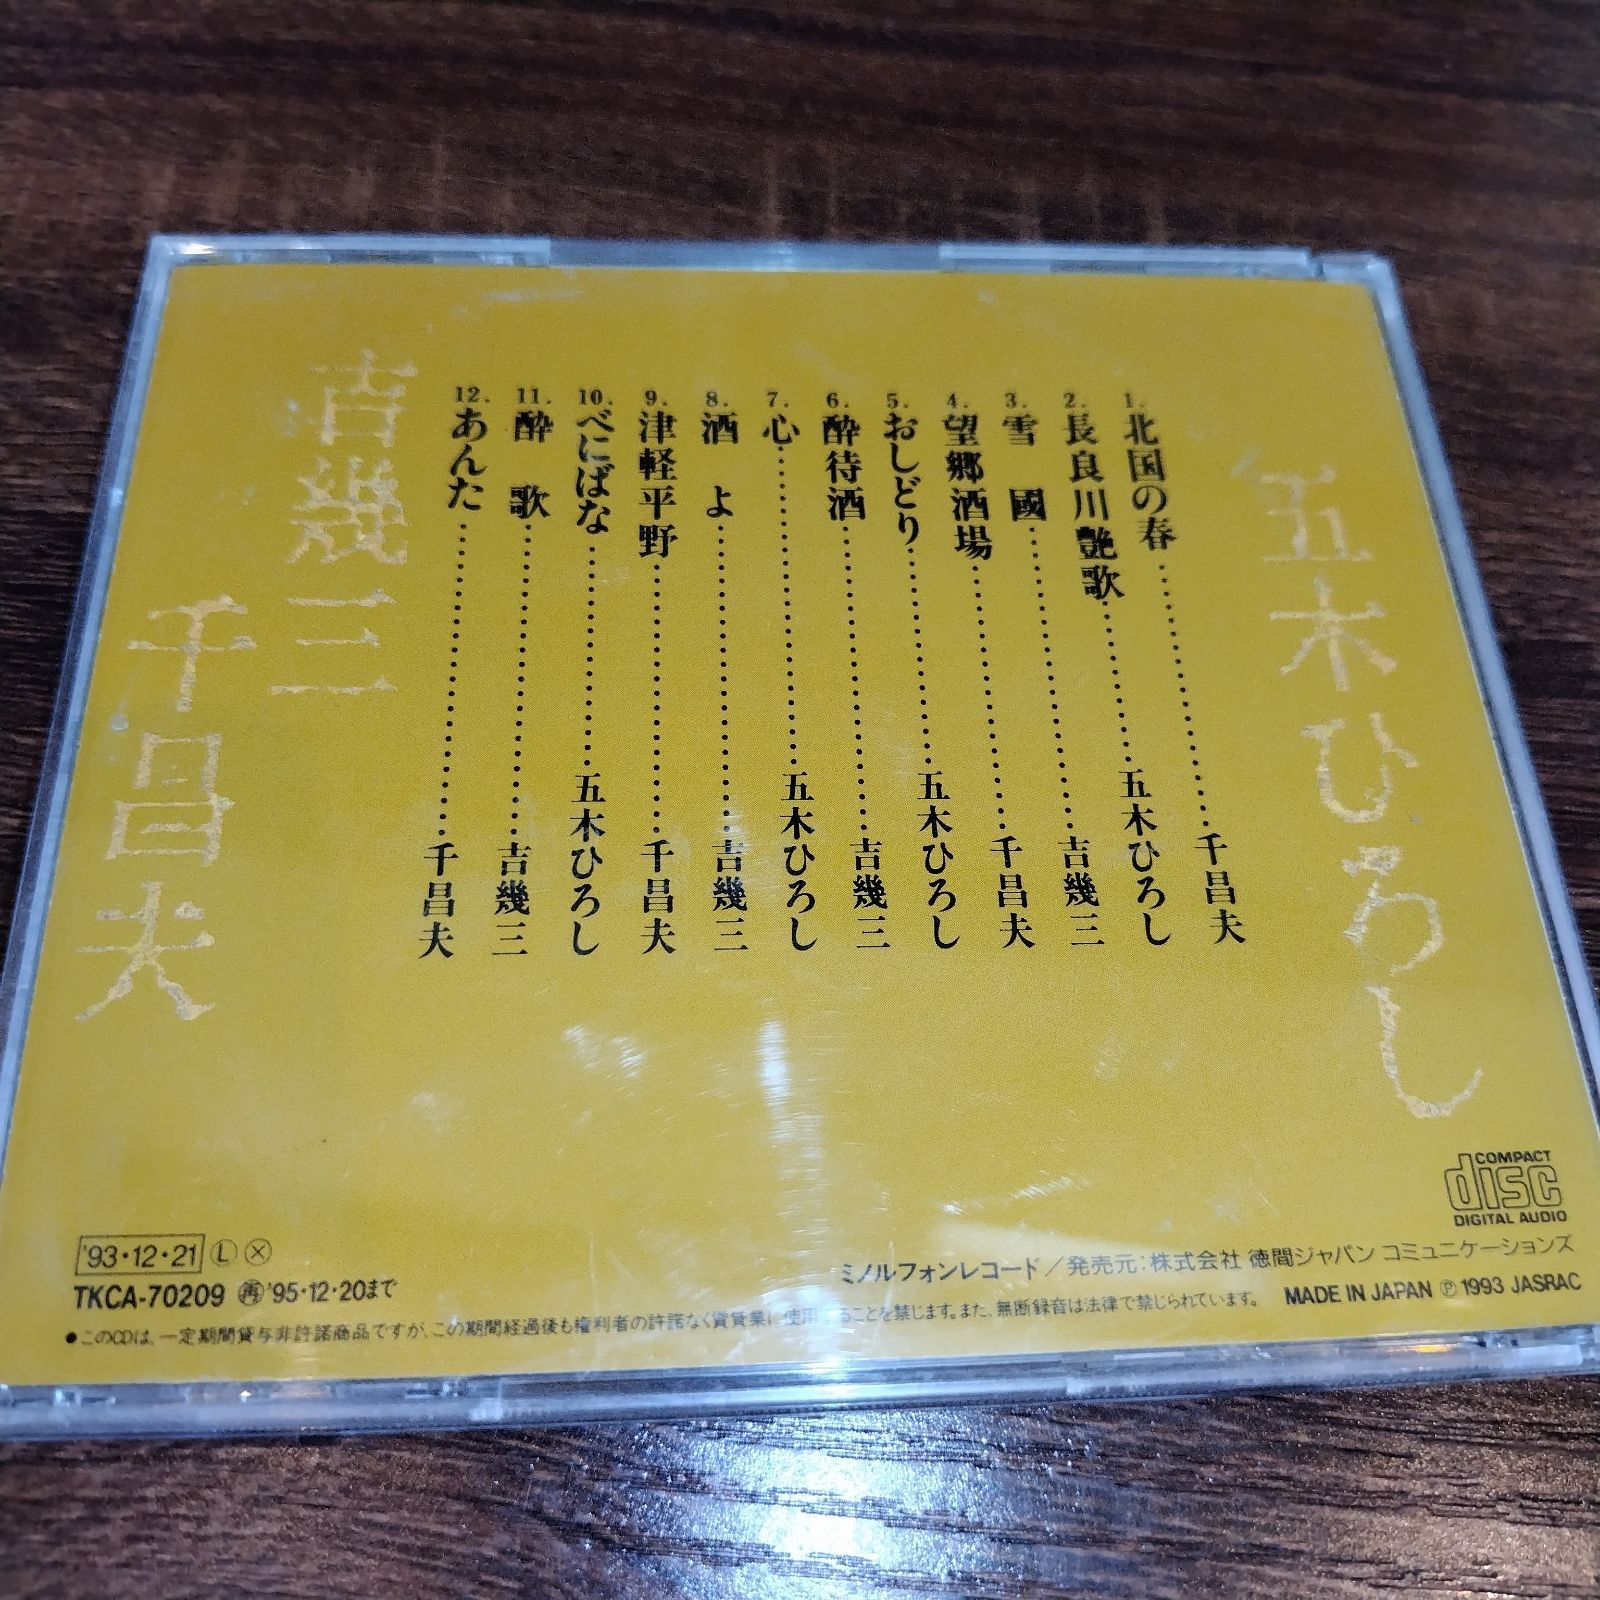 五木ひろし
1.北国の春…………千昌夫
2.長良川艶歌…………五木ひろし
3.雪 國…………吉幾三
4.望郷酒場…………千昌夫
5.おしどり…………五木ひろし
6.酔待酒…………吉幾三
7.心…………五木ひろし
8.酒 よ…………吉幾三
9.津軽平野…………千昌夫
10.べにばな…………五木ひろし
11.酔 歌…………吉幾三
12.あんた…………千昌夫
吉幾三
千昌夫
COMPACT
disc
DIGITAL AUDIO
'93・12・21 Ⓛ Ⓧ
ミノルフォンレコード/発売元:株式会社 徳間ジャパン コミュニケーションズ
TKCA-70209 ㊢'95・12・20まで
MADE IN JAPAN Ⓟ 1993 JASRAC
●このCDは、一定期間貸与非許諾商品ですが、この期間経過後も権利者の許諾なく賃貸業に使用することを禁じます。また、無断録音は法律で禁じられています。